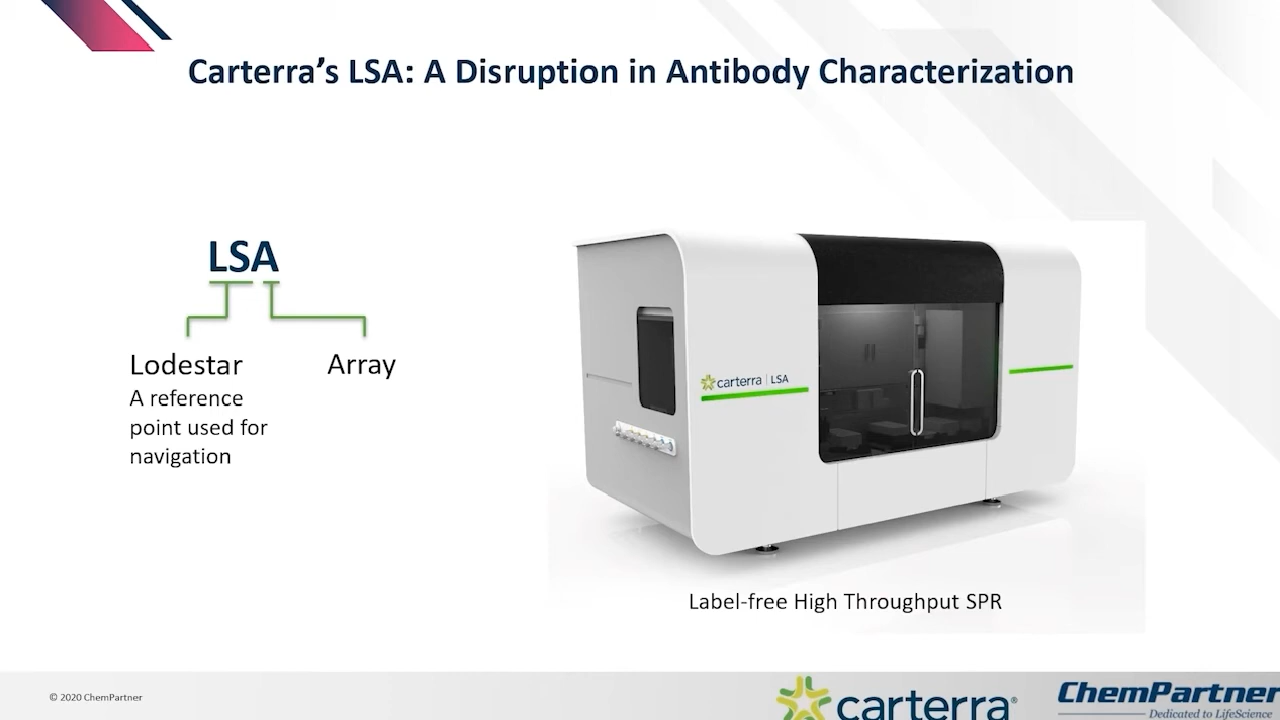 Carterra’s LSA: A Disruption in Antibody Characterization
LSA
Lodestar
A reference
point used for
navigation
Array
carterra | LSA
Label-free High Throughput SPR
© 2020 ChemPartner
carterra®
ChemPartner
Dedicated to LifeScience